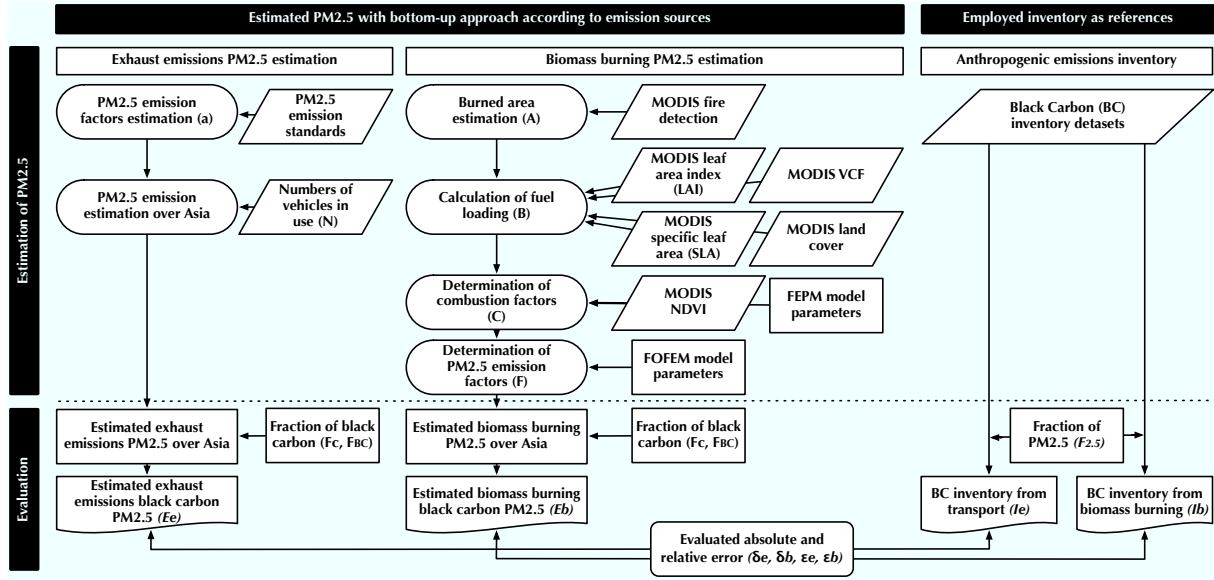 Estimated PM2.5 with bottom-up approach according to emission sources
Employed inventory as references
Estimation of PM2.5
Exhaust emissions PM2.5 estimation
Biomass burning PM2.5 estimation
Anthropogenic emissions inventory
PM2.5 emission
factors estimation (a)
PM2.5
emission
standards
Burned area
estimation (A)
MODIS fire
detection
Black Carbon (BC)
inventory detasets
PM2.5 emission
estimation over Asia
Numbers of
vehicles in
use (N)
Calculation of fuel
loading (B)
MODIS leaf
area index
(LAI)
MODIS VCF
MODIS
specific leaf
area (SLA)
MODIS land
cover
Determination of
combustion factors
(C)
MODIS
NDVI
FEPM model
parameters
Determination of
PM2.5 emission
factors (F)
FOFEM model
parameters
Evaluation
Estimated exhaust
emissions PM2.5 over Asia
Fraction of black
carbon (Fc, FBC)
Estimated biomass burning
PM2.5 over Asia
Fraction of black
carbon (Fc, FBC)
Fraction of
PM2.5 (F2.5)
Estimated exhaust
emissions black carbon
PM2.5 (Ee)
Estimated biomass burning
black carbon PM2.5 (Eb)
BC inventory from
transport (Ie)
BC inventory from
biomass burning (Ib)
Evaluated absolute and
relative error (δe, δb, εe, εb)